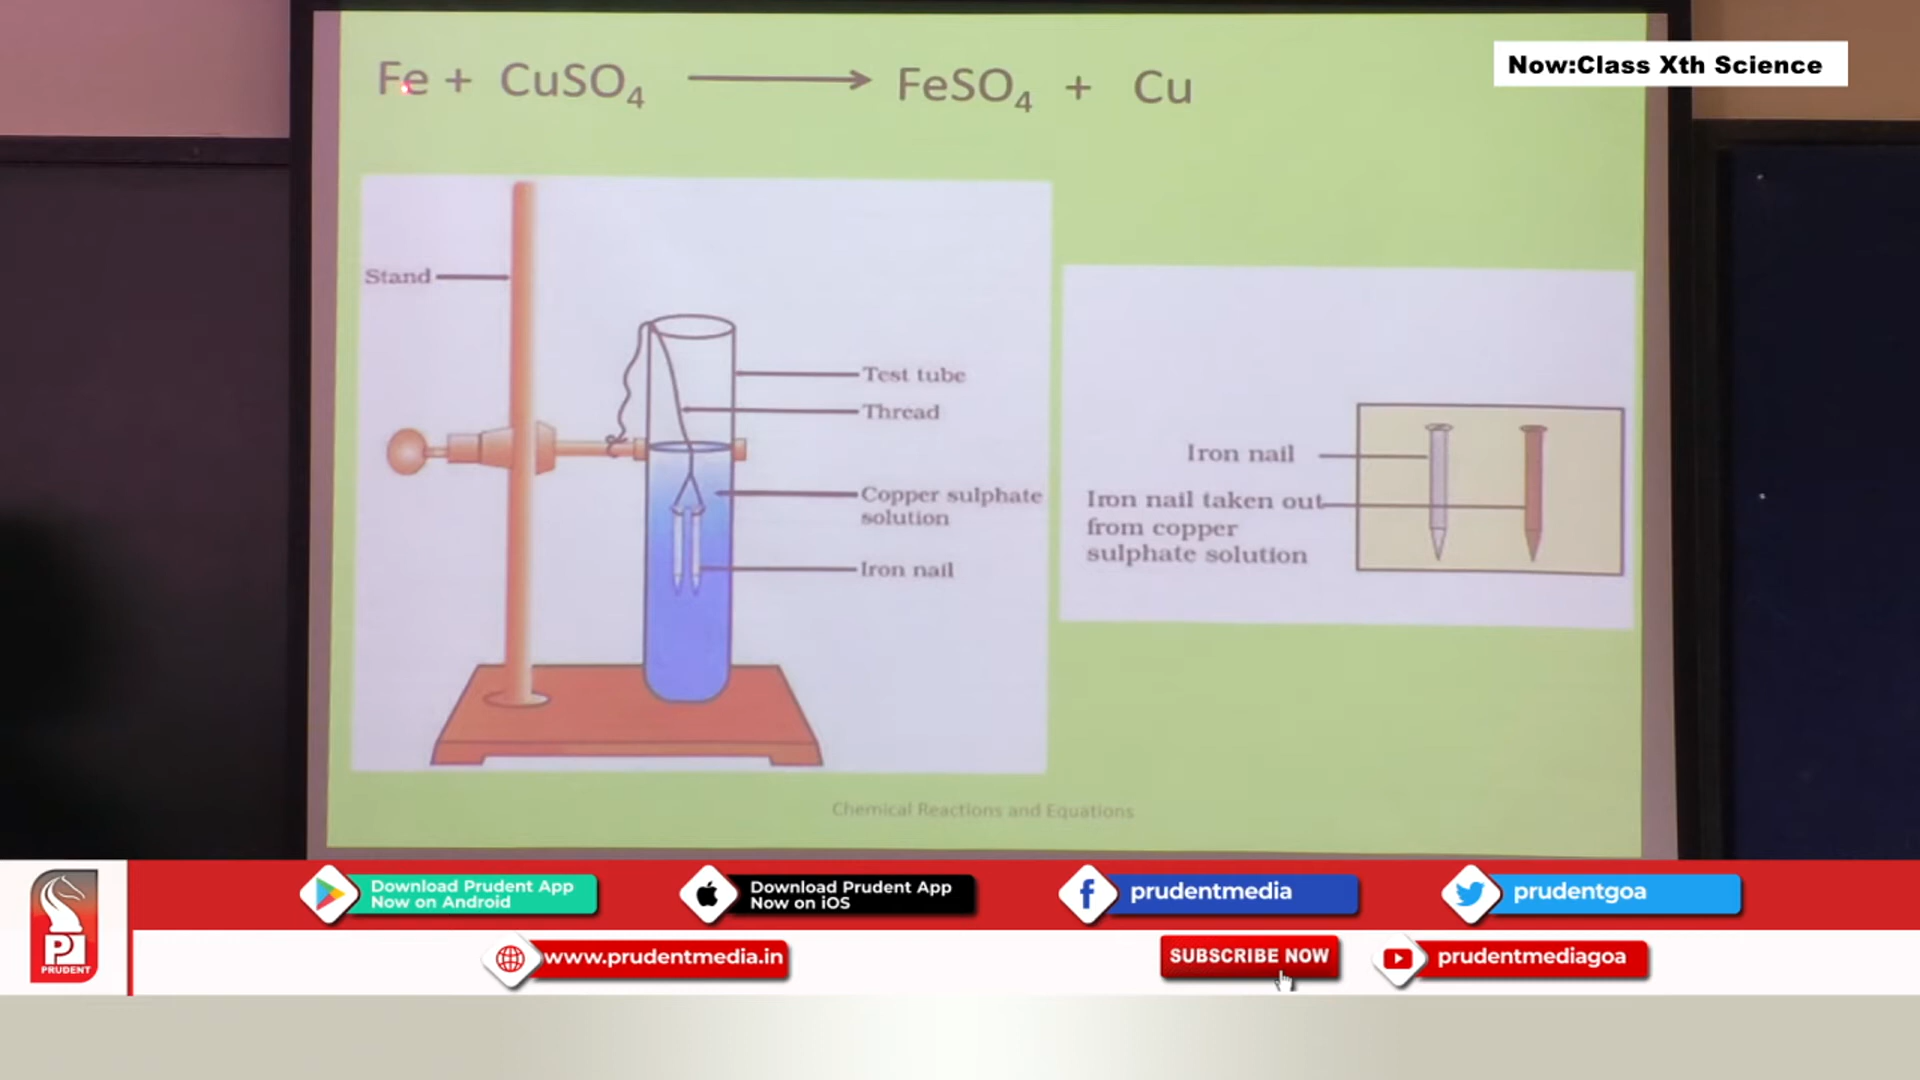 Now:Class Xth Science
Fe + CuSO4 → FeSO4 + Cu
Stand
Test tube
Thread
Copper sulphate
solution
Iron nail
Iron nail
Iron nail taken out
from copper
sulphate solution
Chemical Reactions and Equations
Download Prudent App
Now on Android
Download Prudent App
Now on iOS
prudentmedia
prudentgoa
PRUDENT
www.prudentmedia.in
SUBSCRIBE NOW
prudentmediagoa